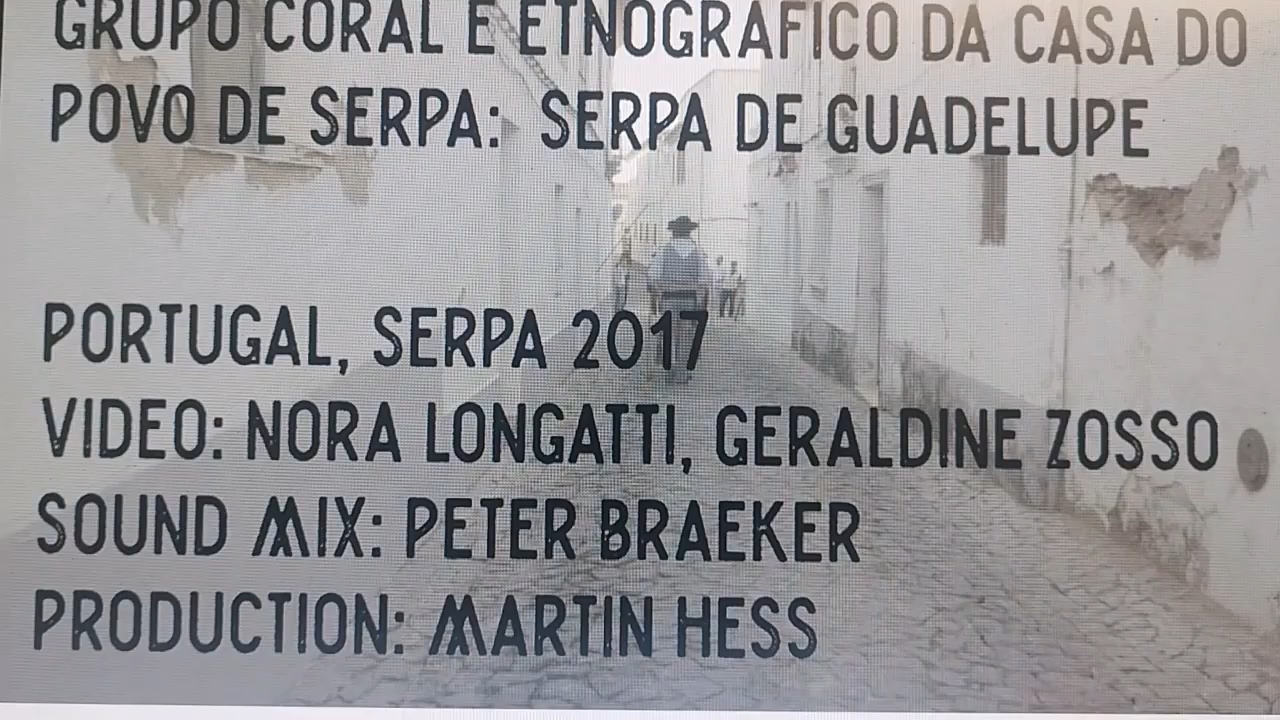 GRUPO CORAL E ETNOGRAFICO DA CASA DO
POVO DE SERPA: SERPA DE GUADELUPE
PORTUGAL, SERPA 2017
VIDEO: NORA LONGATTI, GERALDINE ZOSSO
SOUND MIX: PETER BRAEKER
PRODUCTION: MARTIN HESS